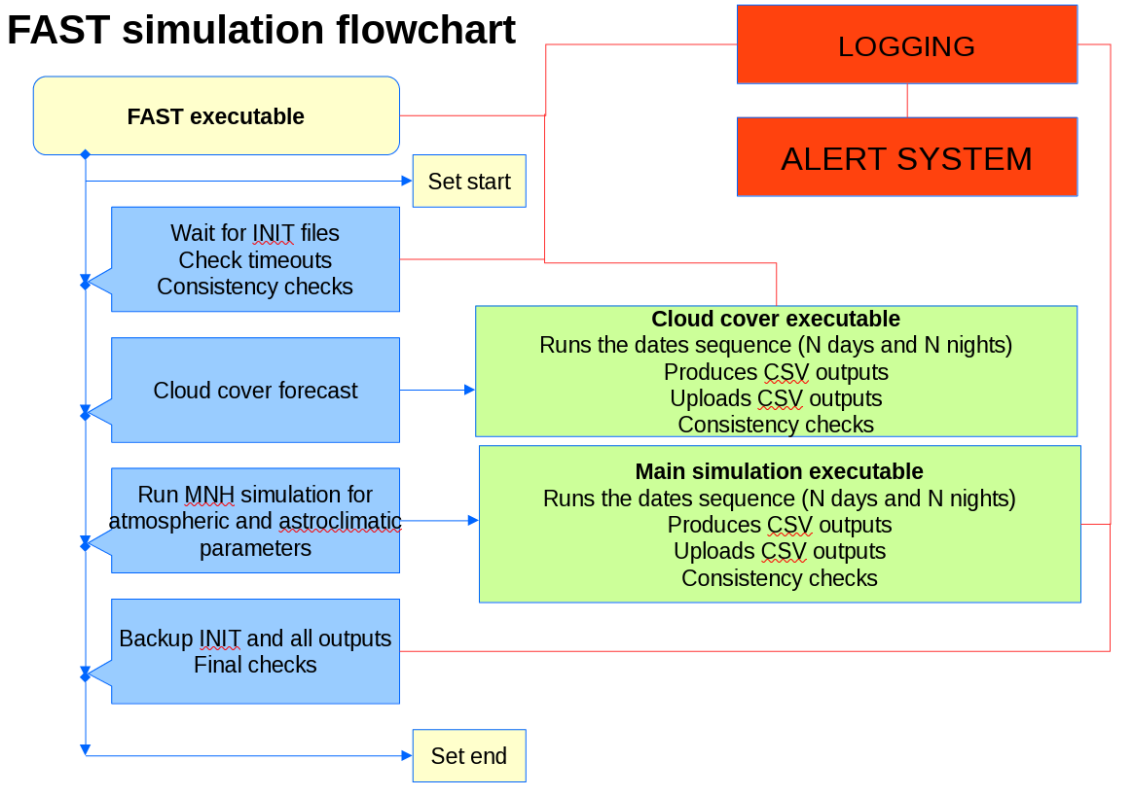 FAST simulation flowchart
LOGGING
FAST executable
ALERT SYSTEM
Set start
Wait for INIT files
Check timeouts
Consistency checks
Cloud cover forecast
Cloud cover executable
Runs the dates sequence (N days and N nights)
Produces CSV outputs
Uploads CSV outputs
Consistency checks
Run MNH simulation for
atmospheric and astroclimatic
parameters
Main simulation executable
Runs the dates sequence (N days and N nights)
Produces CSV outputs
Uploads CSV outputs
Consistency checks
Backup INIT and all outputs
Final checks
Set end